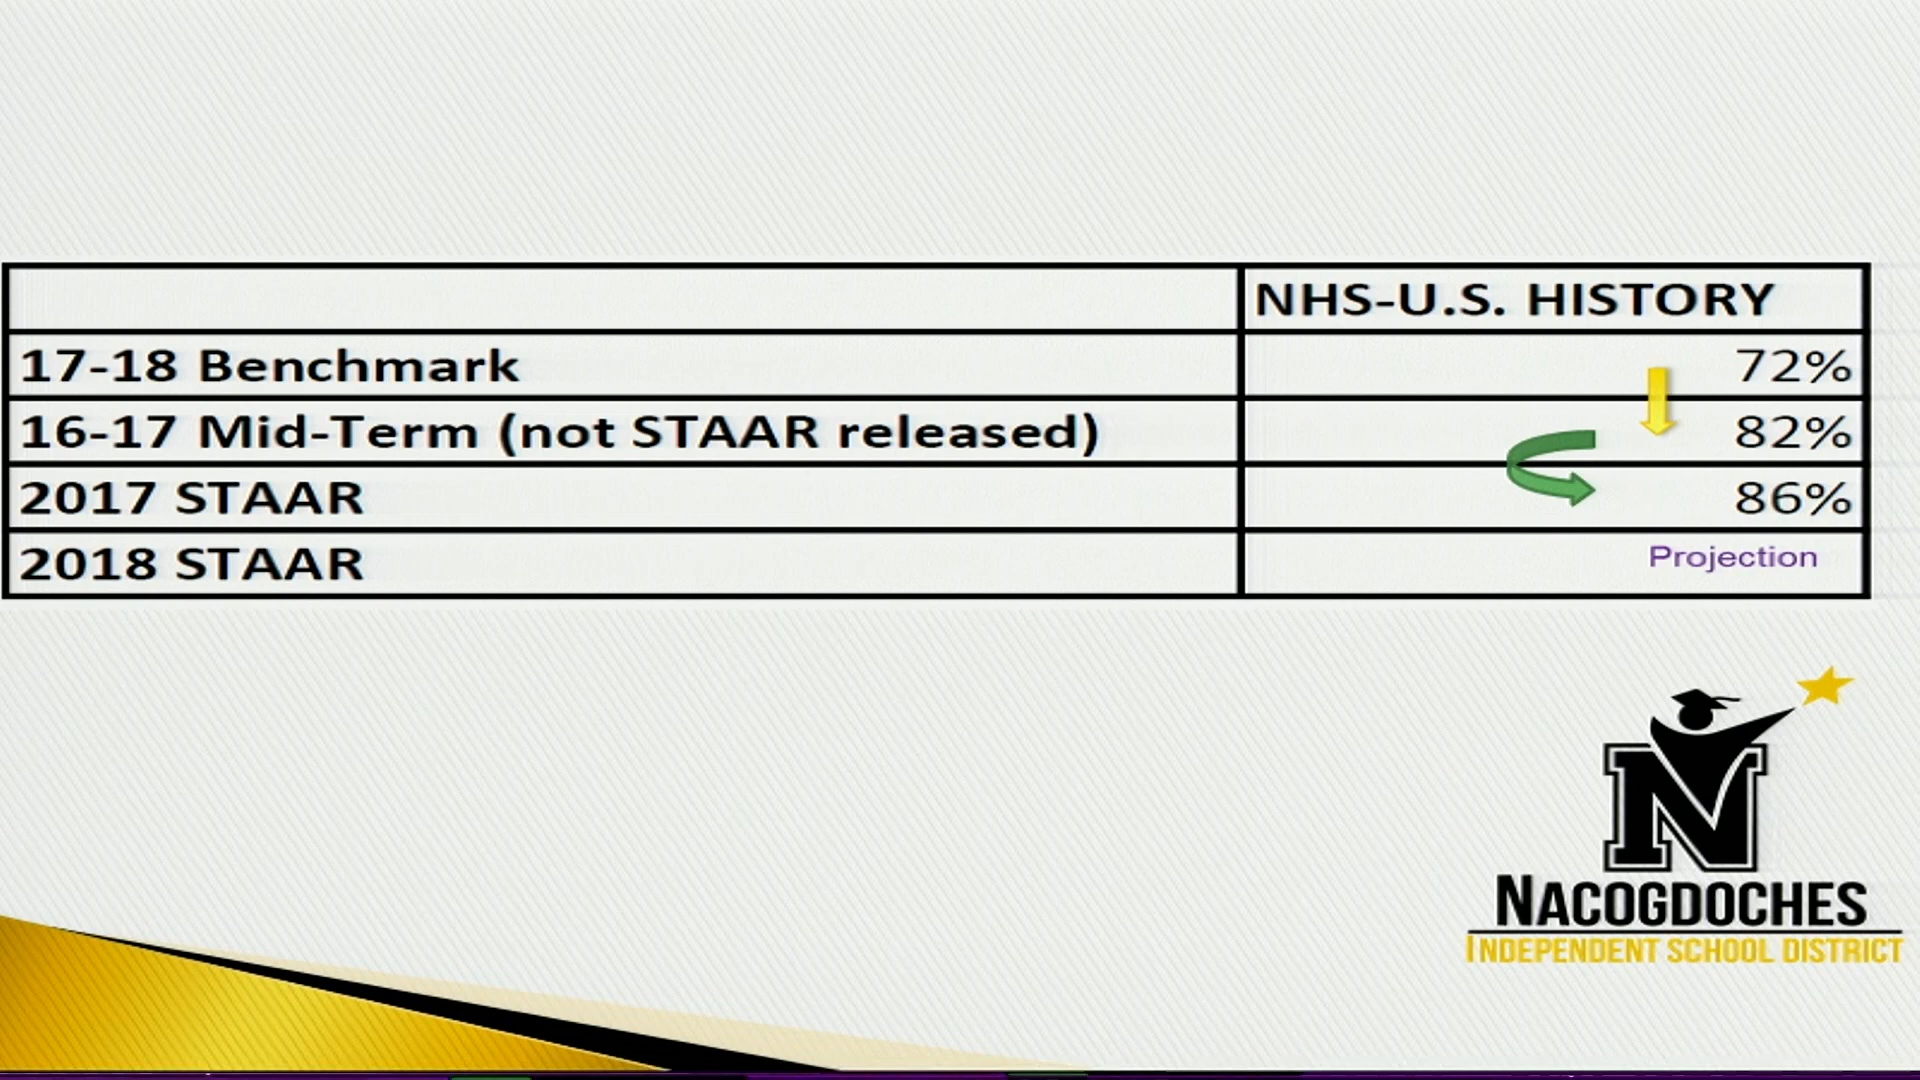 NHS-U.S. HISTORY
17-18 Benchmark 72%
16-17 Mid-Term (not STAAR released) 82%
2017 STAAR 86%
2018 STAAR Projection
N
NACOGDOCHES
INDEPENDENT SCHOOL DISTRICT